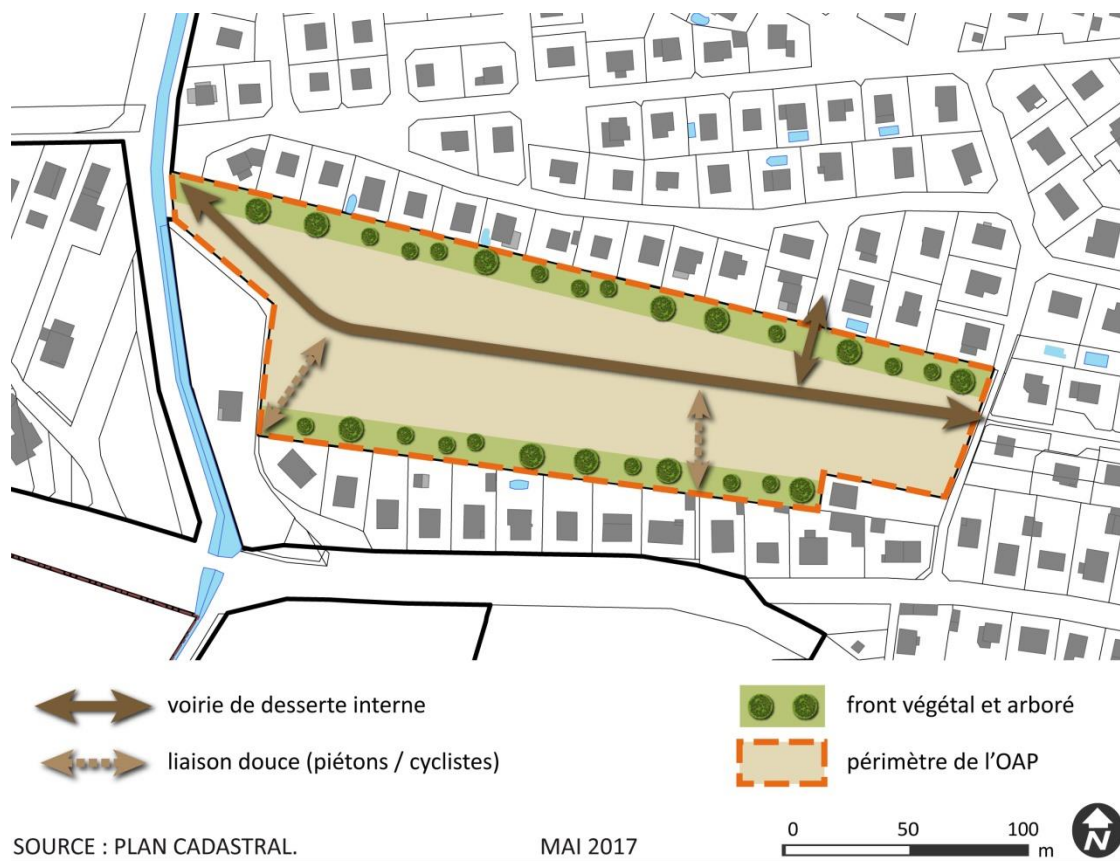 voirie de desserte interne
front végétal et arboré
liaison douce (piétons / cyclistes)
périmètre de l’OAP
SOURCE : PLAN CADASTRAL.
MAI 2017
0 50 100
m
N